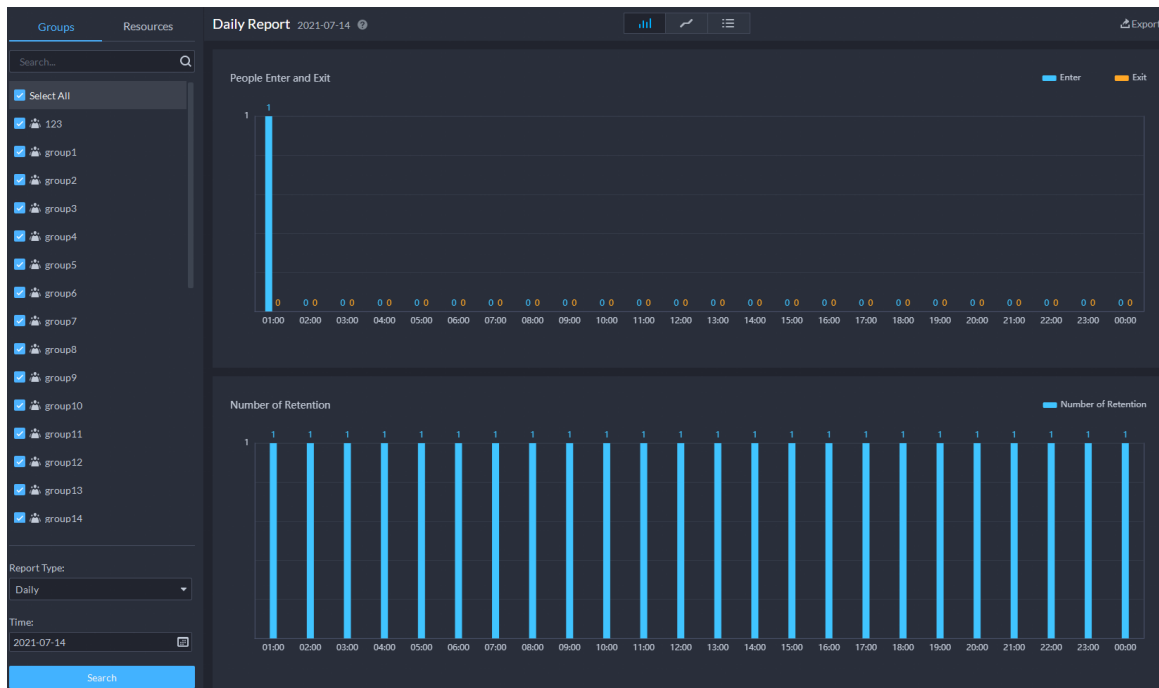 Groups Resources
Search...
Select All
123
group1
group2
group3
group4
group5
group6
group7
group8
group9
group10
group11
group12
group13
group14
Report Type:
Daily
Time:
2021-07-14
Search
Daily Report 2021-07-14 ?
Export
People Enter and Exit
Enter Exit
1
1
0 0 0 0 0 0 0 0 0 0 0 0 0 0 0 0 0 0 0 0 0 0 0 0 0 0 0 0 0 0 0 0 0 0 0 0 0 0 0 0 0 0 0 0 0 0 0
01:00 02:00 03:00 04:00 05:00 06:00 07:00 08:00 09:00 10:00 11:00 12:00 13:00 14:00 15:00 16:00 17:00 18:00 19:00 20:00 21:00 22:00 23:00 00:00
Number of Retention
Number of Retention
1 1 1 1 1 1 1 1 1 1 1 1 1 1 1 1 1 1 1 1 1 1 1 1
1
01:00 02:00 03:00 04:00 05:00 06:00 07:00 08:00 09:00 10:00 11:00 12:00 13:00 14:00 15:00 16:00 17:00 18:00 19:00 20:00 21:00 22:00 23:00 00:00